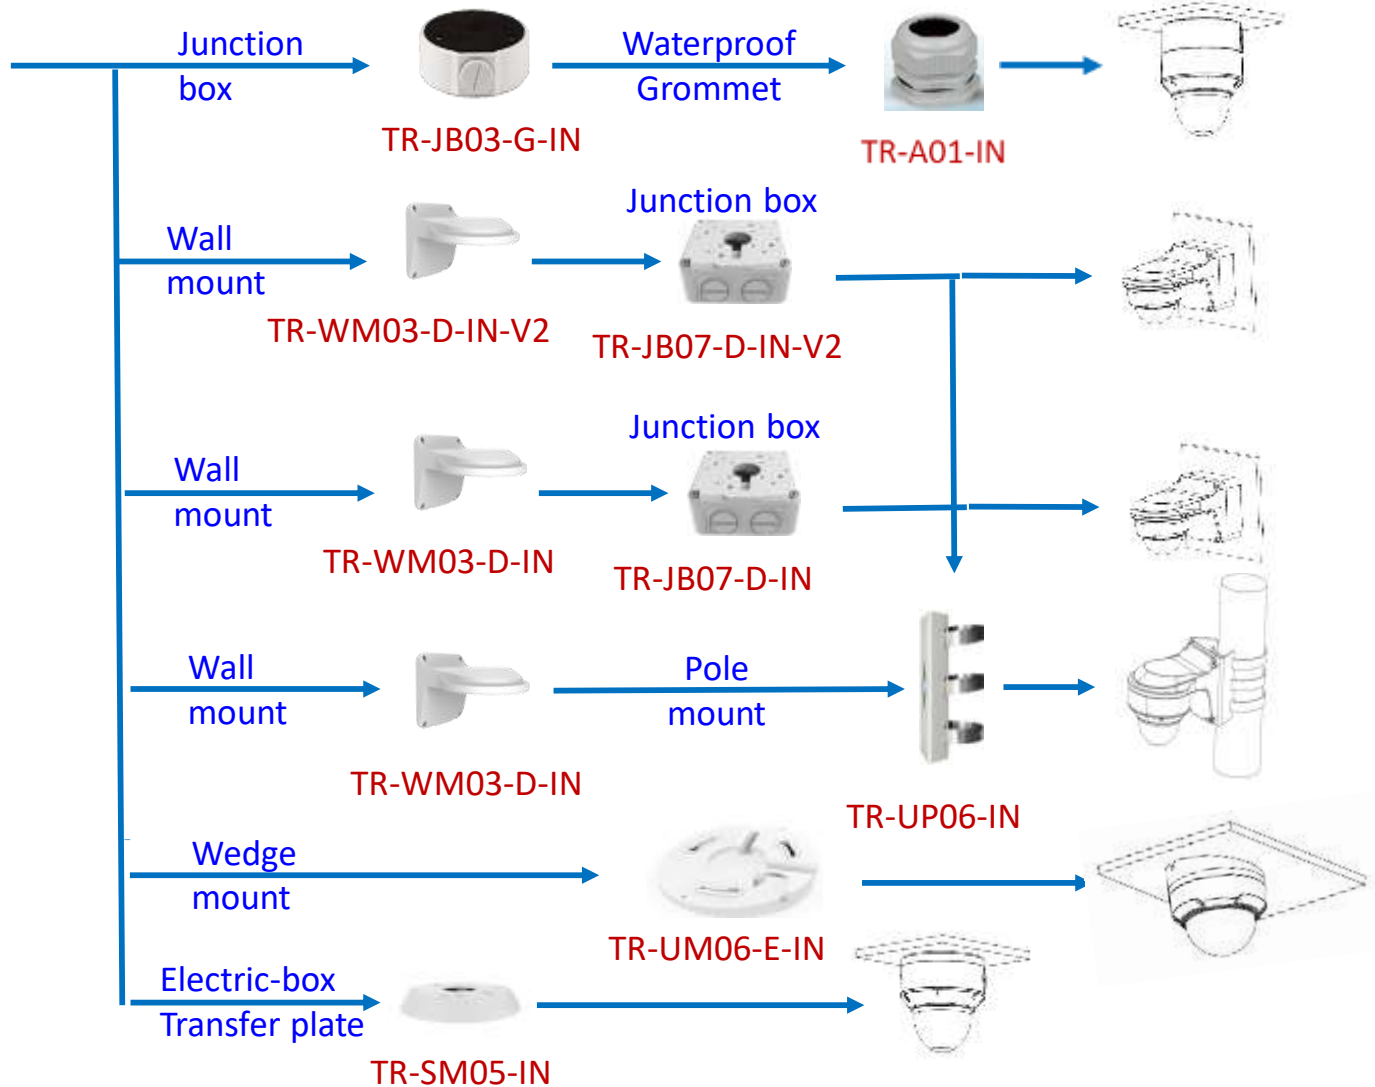 Junction
box
Waterproof
Grommet
TR-JB03-G-IN
TR-A01-IN
Wall
mount
Junction box
TR-WM03-D-IN-V2
TR-JB07-D-IN-V2
Wall
mount
Junction box
TR-WM03-D-IN
TR-JB07-D-IN
Wall
mount
Pole
mount
TR-WM03-D-IN
TR-UP06-IN
Wedge
mount
TR-UM06-E-IN
Electric-box
Transfer plate
TR-SM05-IN